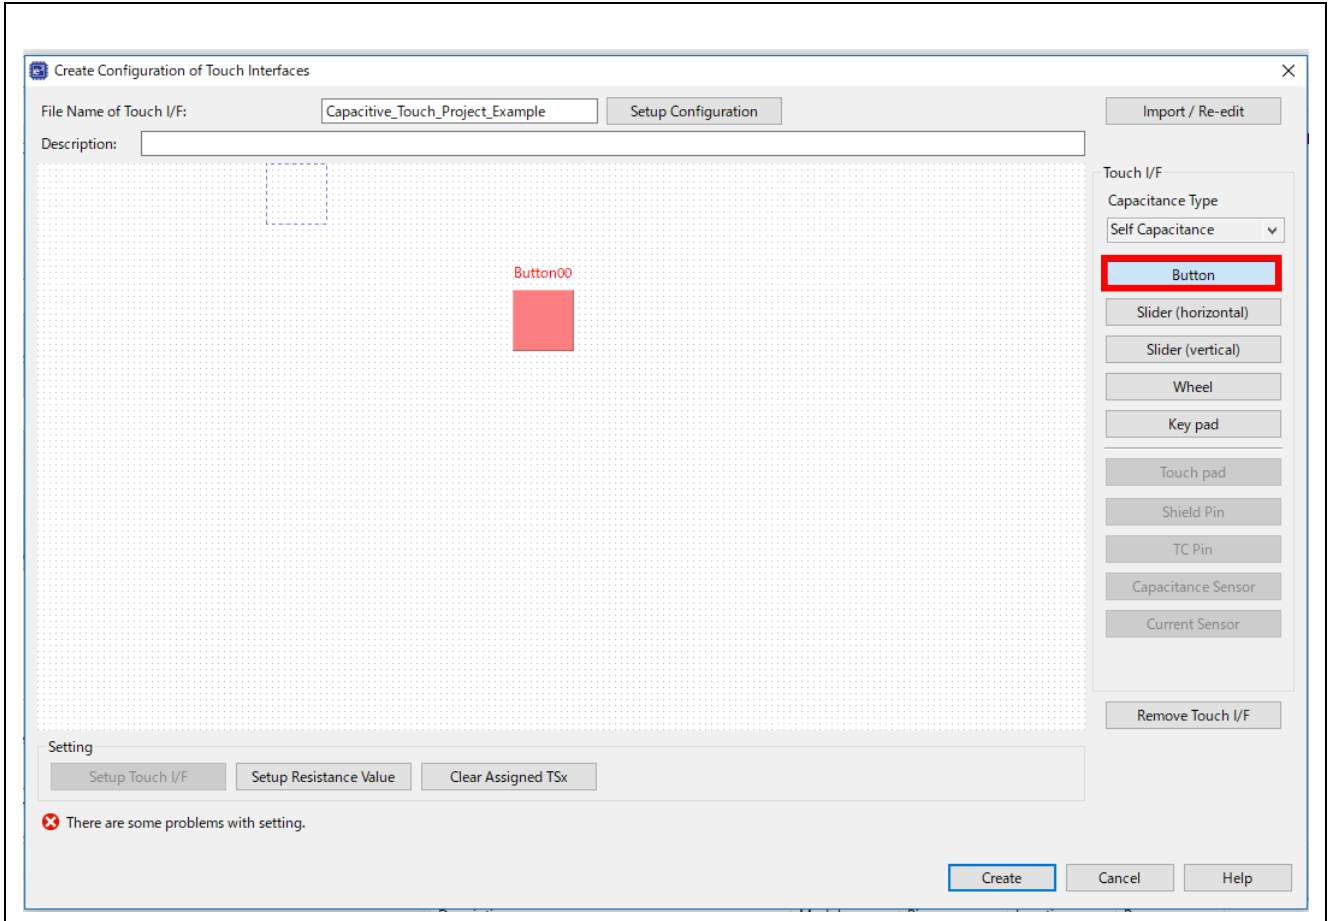 Create Configuration of Touch Interfaces
File Name of Touch I/F: Capacitive_Touch_Project_Example Setup Configuration Import / Re-edit
Description:
Touch I/F
Capacitance Type
Self Capacitance
Button00
Button
Slider (horizontal)
Slider (vertical)
Wheel
Key pad
Touch pad
Shield Pin
TC Pin
Capacitance Sensor
Current Sensor
Remove Touch I/F
Setting
Setup Touch I/F Setup Resistance Value Clear Assigned TSx
There are some problems with setting.
Create Cancel Help